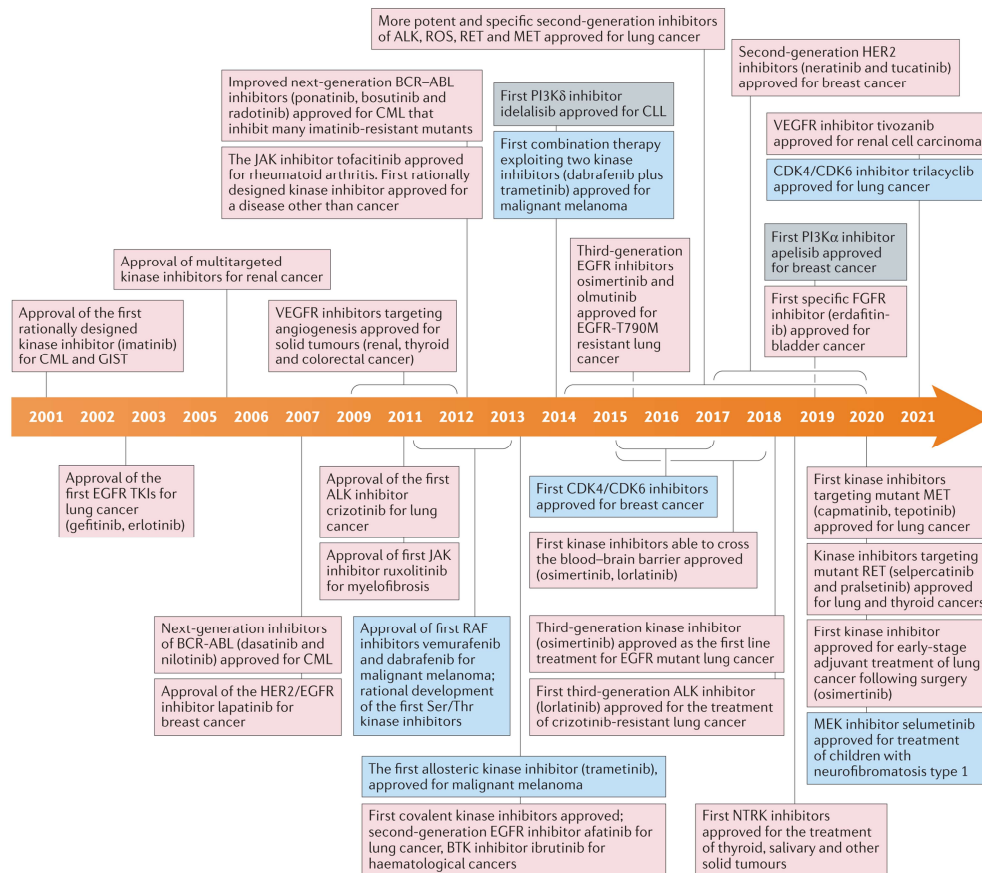 More potent and specific second-generation inhibitors
of ALK, ROS, RET and MET approved for lung cancer
Second-generation HER2
inhibitors (neratinib and tucatinib)
approved for breast cancer
Improved next-generation BCR–ABL
inhibitors (ponatinib, bosutinib and
radotinib) approved for CML that
inhibit many imatinib-resistant mutants
First PI3Kδ inhibitor
idelalisib approved for CLL
VEGFR inhibitor tivozanib
approved for renal cell carcinoma
First combination therapy
exploiting two kinase
inhibitors (dabrafenib plus
trametinib) approved for
malignant melanoma
The JAK inhibitor tofacitinib approved
for rheumatoid arthritis. First rationally
designed kinase inhibitor approved for
a disease other than cancer
CDK4/CDK6 inhibitor trilacyclib
approved for lung cancer
First PI3Kα inhibitor
apelisib approved
for breast cancer
Approval of multitargeted
kinase inhibitors for renal cancer
Third-generation
EGFR inhibitors
osimertinib and
olmutinib
approved for
EGFR-T790M
resistant lung
cancer
First specific FGFR
inhibitor (erdafitin-
ib) approved for
bladder cancer
Approval of the first
rationally designed
kinase inhibitor (imatinib)
for CML and GIST
VEGFR inhibitors targeting
angiogenesis approved for
solid tumours (renal, thyroid
and colorectal cancer)
2001 2002 2003 2005 2006 2007 2009 2011 2012 2013 2014 2015 2016 2017 2018 2019 2020 2021
Approval of the
first EGFR TKIs for
lung cancer
(gefitinib, erlotinib)
Approval of the first
ALK inhibitor
crizotinib for lung
cancer
Approval of first JAK
inhibitor ruxolitinib
for myelofibrosis
First CDK4/CDK6 inhibitors
approved for breast cancer
First kinase inhibitors able to cross
the blood–brain barrier approved
(osimertinib, lorlatinib)
First kinase inhibitors
targeting mutant MET
(capmatinib, tepotinib)
approved for lung cancer
Kinase inhibitors targeting
mutant RET (selpercatinib
and pralsetinib) approved
for lung and thyroid cancers
Next-generation inhibitors
of BCR-ABL (dasatinib and
nilotinib) approved for CML
Approval of the HER2/EGFR
inhibitor lapatinib for
breast cancer
Approval of first RAF
inhibitors vemurafenib
and dabrafenib for
malignant melanoma;
rational development
of the first Ser/Thr
kinase inhibitors
Third-generation kinase inhibitor
(osimertinib) approved as the first line
treatment for EGFR mutant lung cancer
First third-generation ALK inhibitor
(lorlatinib) approved for the treatment
of crizotinib-resistant lung cancer
First kinase inhibitor
approved for early-stage
adjuvant treatment of lung
cancer following surgery
(osimertinib)
MEK inhibitor selumetinib
approved for treatment
of children with
neurofibromatosis type 1
The first allosteric kinase inhibitor (trametinib),
approved for malignant melanoma
First covalent kinase inhibitors approved;
second-generation EGFR inhibitor afatinib for
lung cancer, BTK inhibitor ibrutinib for
haematological cancers
First NTRK inhibitors
approved for the treatment
of thyroid, salivary and other
solid tumours